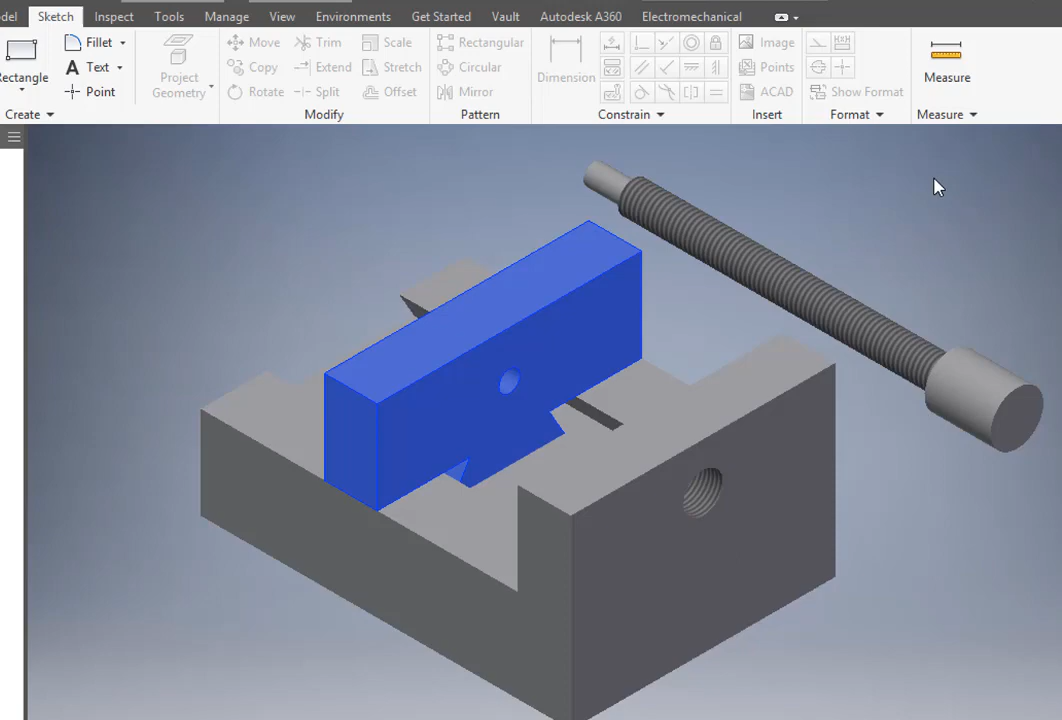 del Sketch Inspect Tools Manage View Environments Get Started Vault Autodesk A360 Electromechanical
Rectangle
Fillet
Text
Point
Project
Geometry
Create
Move Trim Scale
Copy Extend Stretch
Rotate Split Offset
Modify
Rectangular
Circular
Mirror
Pattern
Dimension
Constrain
Image
Points
ACAD
Insert
Show Format
Format
Measure
Measure